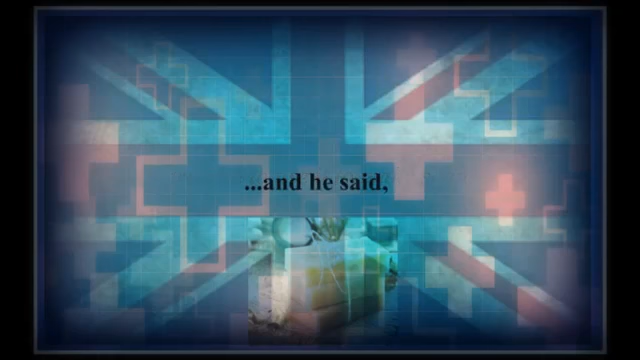 ...and he said,